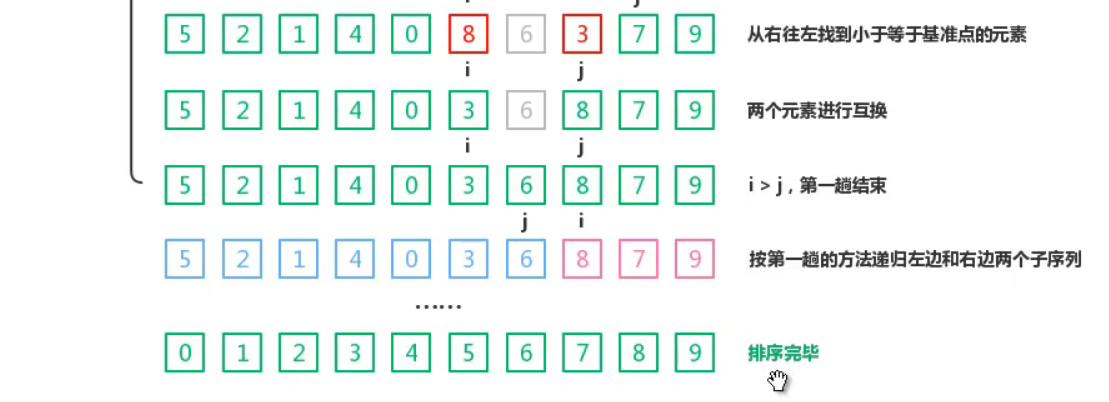 5 2 1 4 0 8 6 3 7 9 从右往左找到小于等于基准点的元素
i j
5 2 1 4 0 3 6 8 7 9 两个元素进行互换
i j
5 2 1 4 0 3 6 8 7 9 i > j，第一趟结束
j i
5 2 1 4 0 3 6 8 7 9 按第一趟的方法递归左边和右边两个子序列
……
0 1 2 3 4 5 6 7 8 9 排序完毕